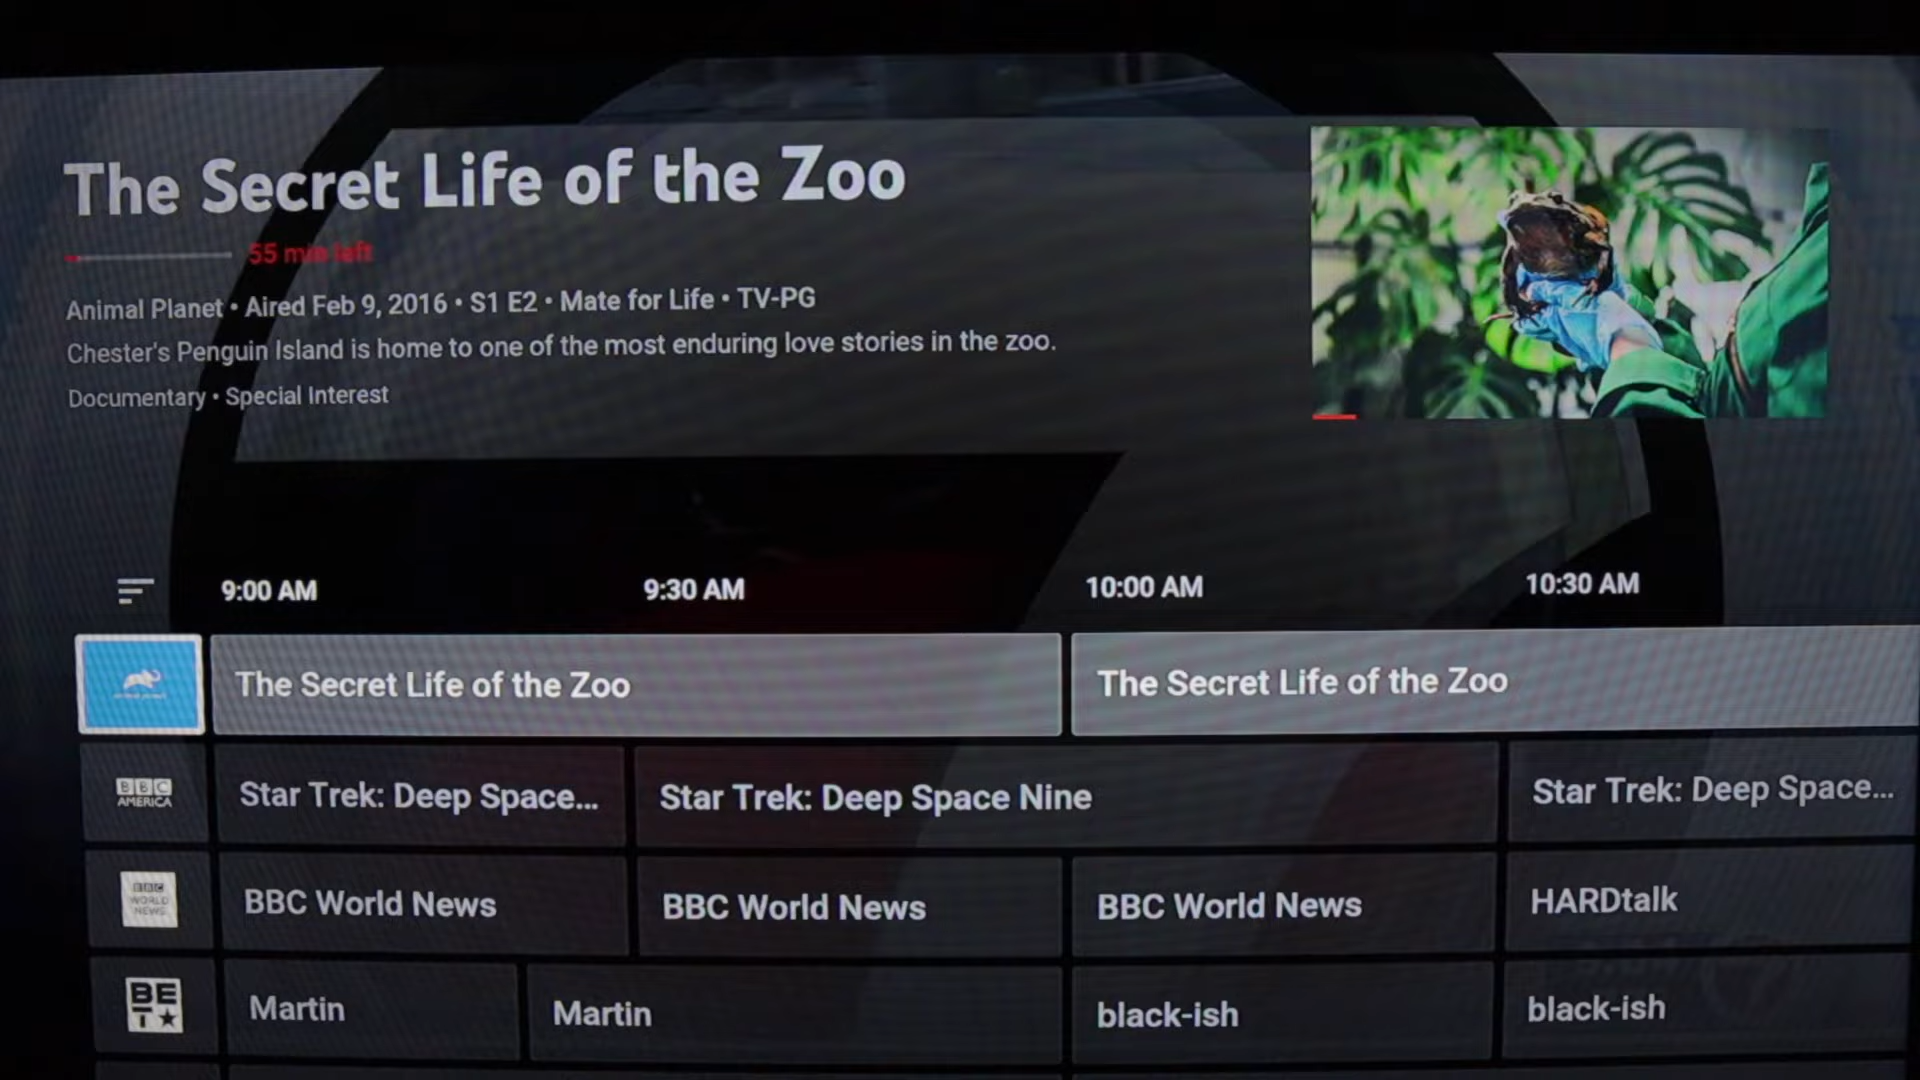 The Secret Life of the Zoo
55 min left
Animal Planet • Aired Feb 9, 2016 • S1 E2 • Mate for Life • TV-PG
Chester's Penguin Island is home to one of the most enduring love stories in the zoo.
Documentary • Special Interest
9:00 AM 9:30 AM 10:00 AM 10:30 AM
The Secret Life of the Zoo The Secret Life of the Zoo
BBC AMERICA Star Trek: Deep Space... Star Trek: Deep Space Nine Star Trek: Deep Space...
BBC WORLD NEWS BBC World News BBC World News BBC World News HARDtalk
BET Martin Martin black-ish black-ish